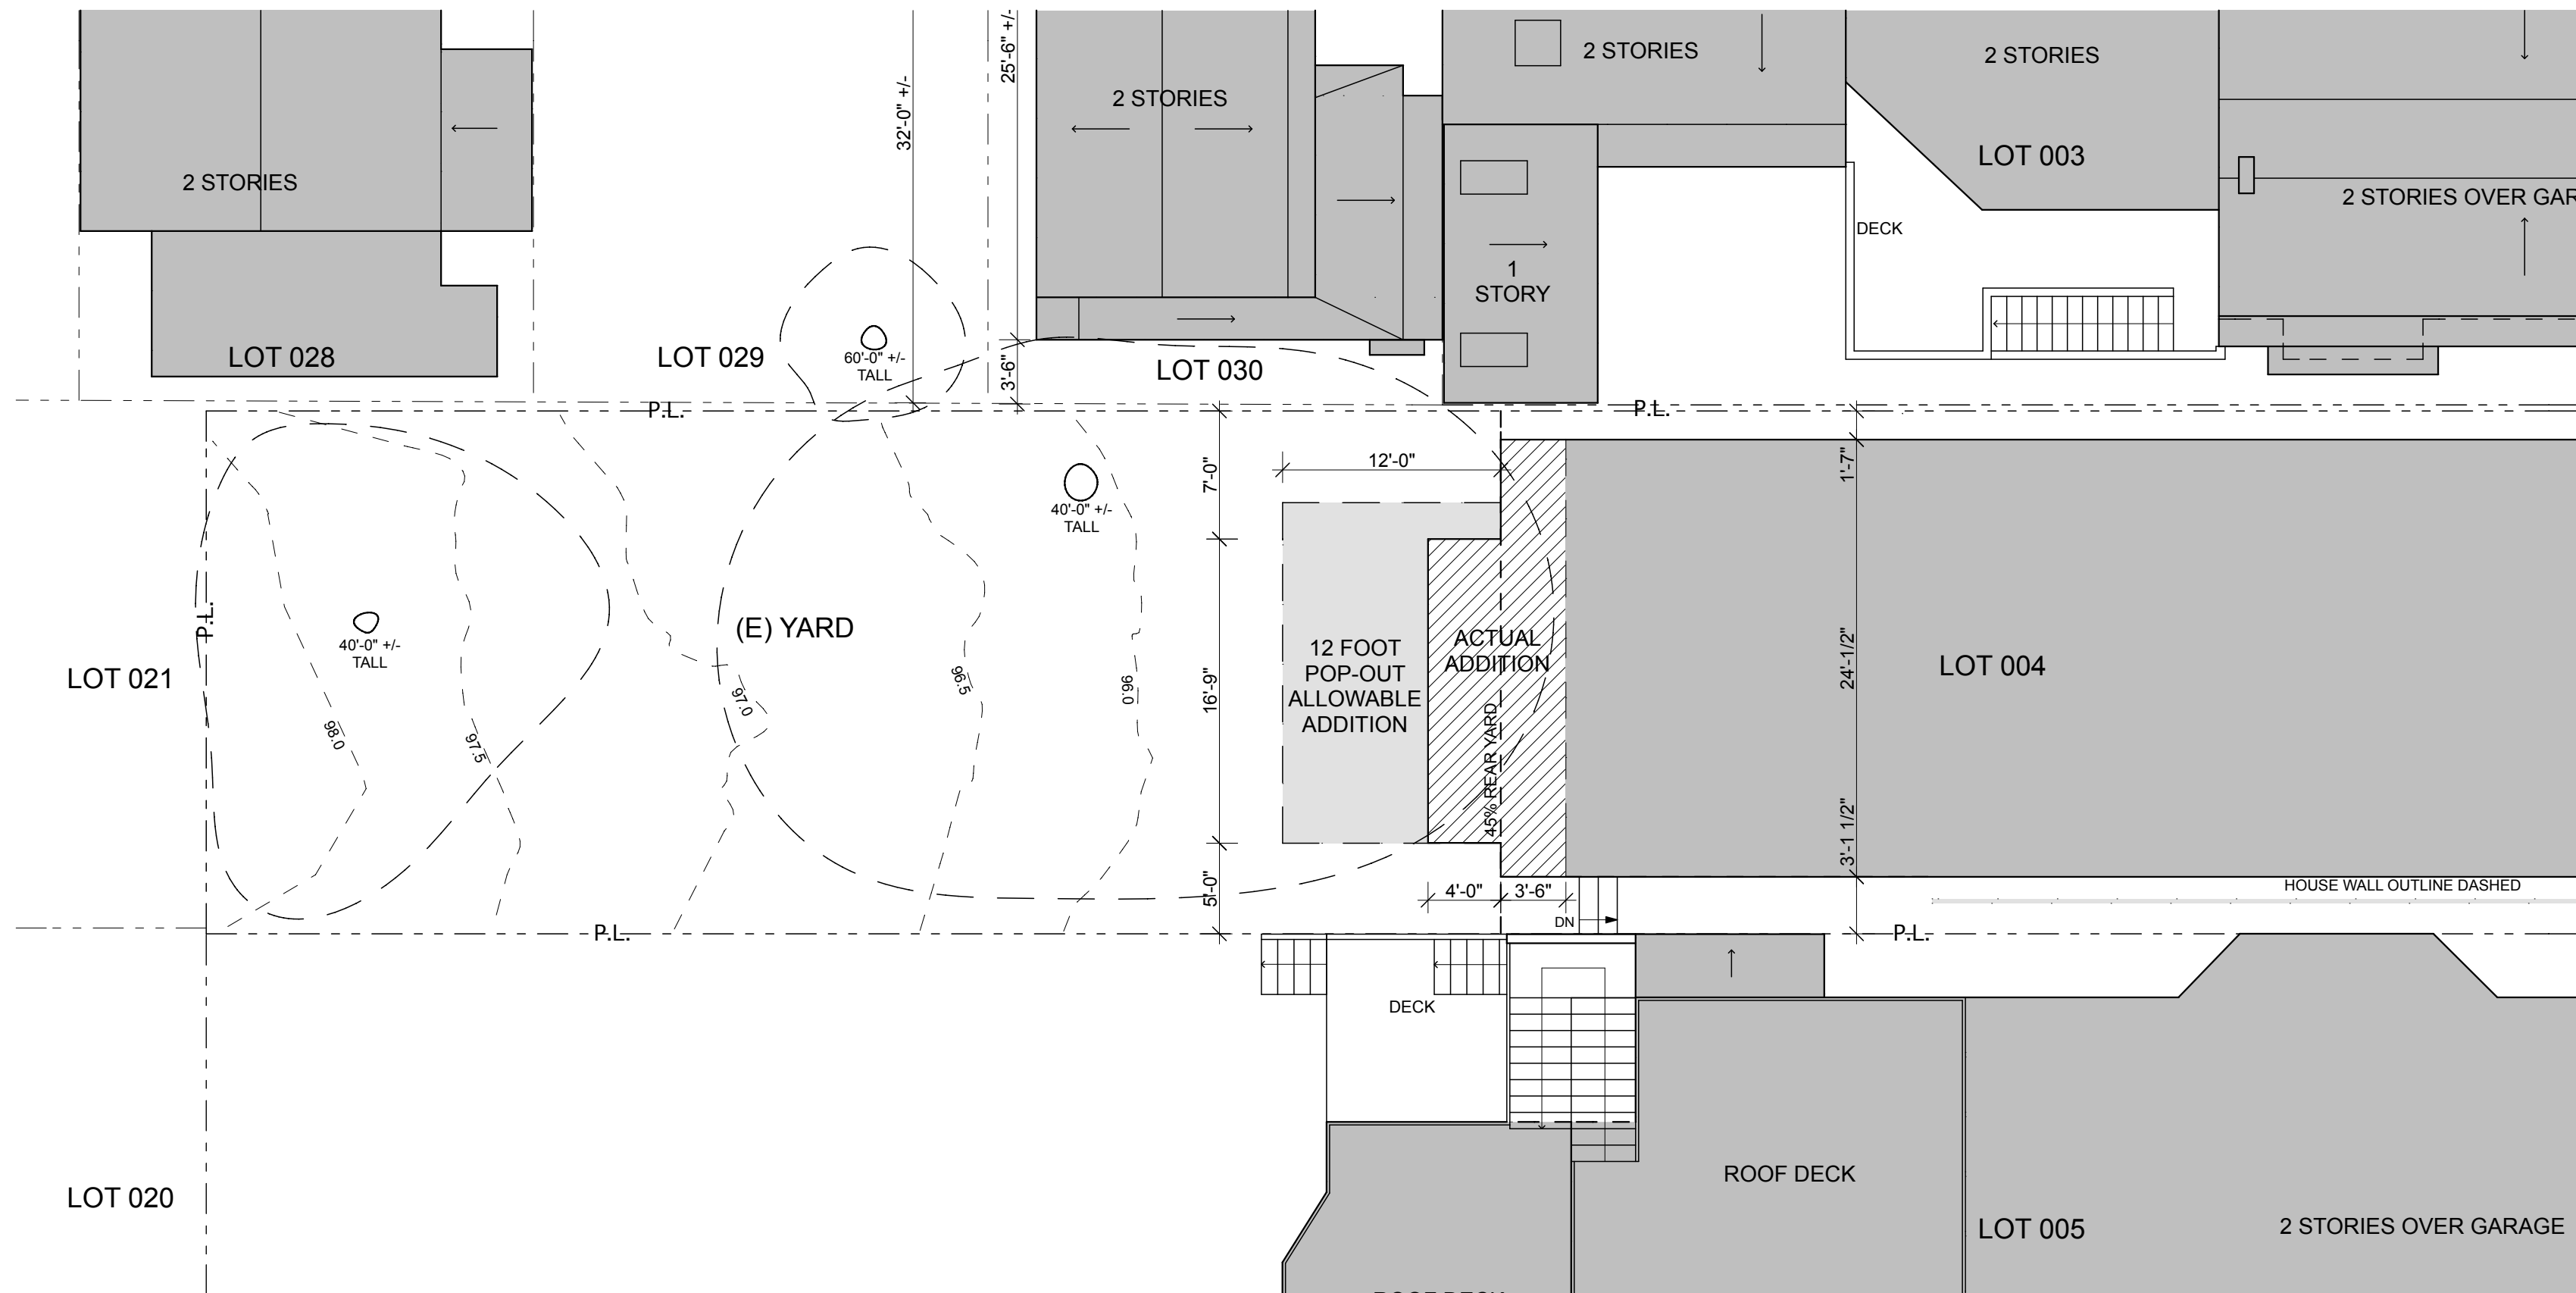 25'-6" +/-
2 STORIES
2 STORIES
2 STORIES
32'-0" +/-
LOT 003
2 STORIES
2 STORIES OVER GAR
DECK
1
STORY
LOT 028
LOT 029
60'-0" +/-
TALL
3'-6"
LOT 030
P.L.
P.L.
12'-0"
7'-0"
1'-7"
40'-0" +/-
TALL
P.L.
40'-0" +/-
TALL
(E) YARD
12 FOOT
POP-OUT
ALLOWABLE
ADDITION
ACTUAL
ADDITION
LOT 004
24'-1/2"
LOT 021
98.0
97.5
97.0
96.5
96.0
16'-9"
45% REAR YARD
3'-1 1/2"
5'-0"
4'-0"
3'-6"
HOUSE WALL OUTLINE DASHED
DN
P.L.
P.L.
DECK
ROOF DECK
LOT 020
LOT 005
2 STORIES OVER GARAGE